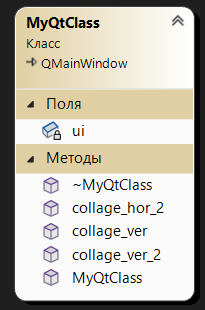 MyQtClass
Класс
QMainWindow
Поля
ui
Методы
~MyQtClass
collage_hor_2
collage_ver
collage_ver_2
MyQtClass